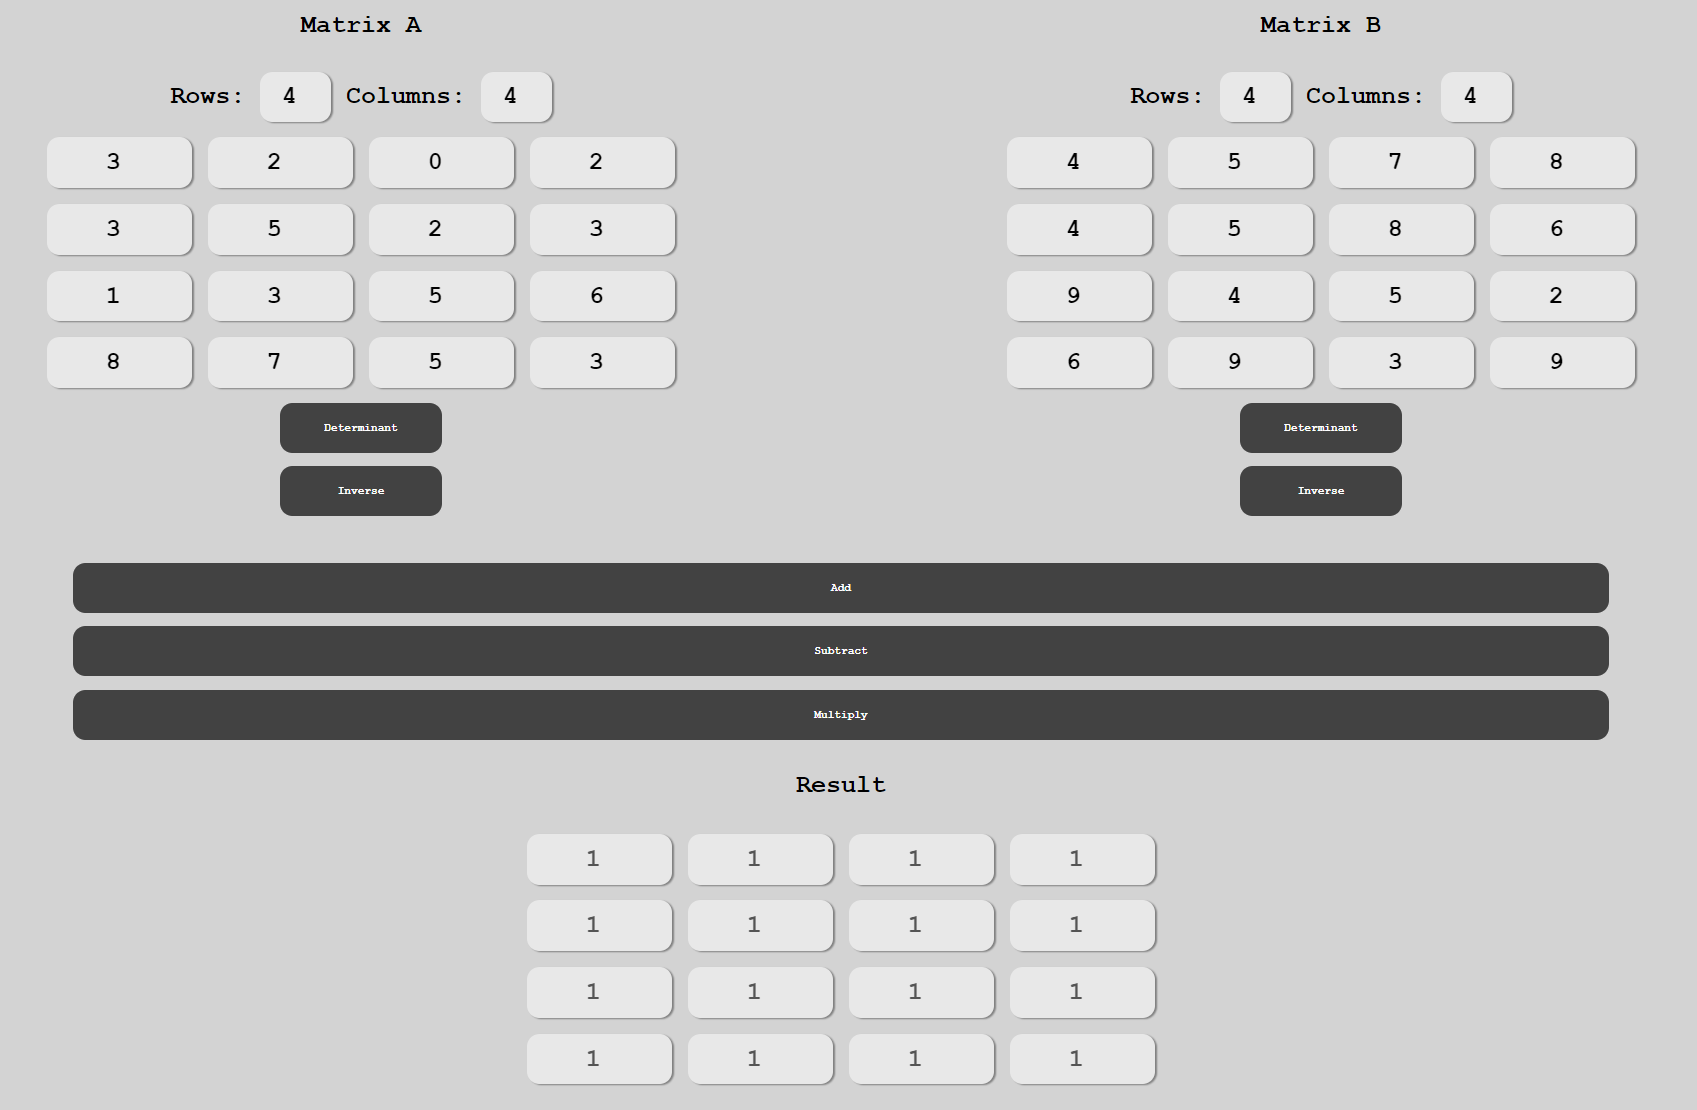 Matrix A Matrix B
Rows: 4 Columns: 4 Rows: 4 Columns: 4
3 2 0 2 4 5 7 8
3 5 2 3 4 5 8 6
1 3 5 6 9 4 5 2
8 7 5 3 6 9 3 9
Determinant Determinant
Inverse Inverse
Add
Subtract
Multiply
Result
1 1 1 1
1 1 1 1
1 1 1 1
1 1 1 1